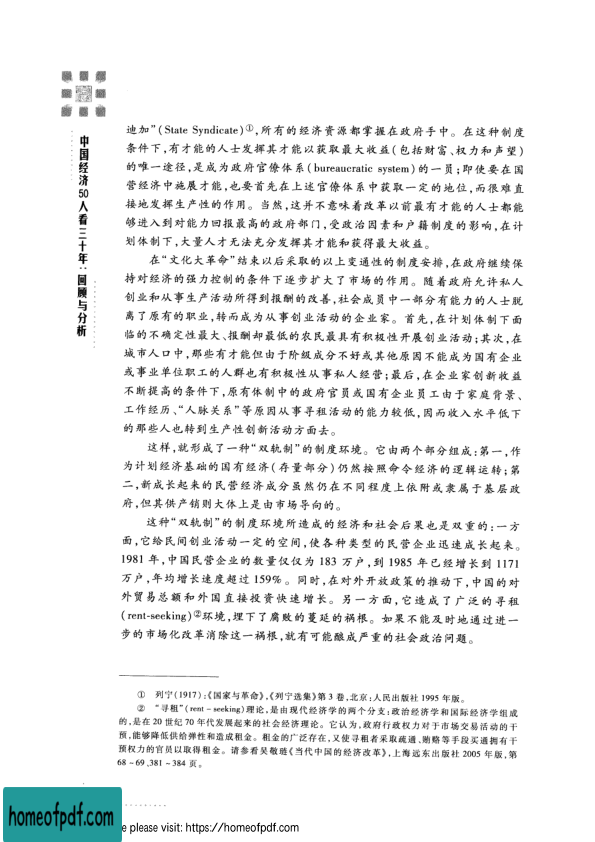 中国经济50人看三十年：回顾与分析
迪加”(State Syndicate)①,所有的经济资源都掌握在政府手中。在这种制度
条件下,有才能的人士发挥其才能以获取最大收益(包括财富、权力和声望)
的唯一途径,是成为政府官僚体系(bureaucratic system)的一员;即使要在国
营经济中施展才能,也要首先在上述官僚体系中获取一定的地位,而很难直
接地发挥生产性的作用。当然,这并不意味着改革以前最有才能的人士都能
够进入到对能力回报最高的政府部门,受政治因素和户籍制度的影响,在计
划体制下,大量人才无法充分发挥其才能和获得最大收益。
在“文化大革命”结束以后采取的以上变通性的制度安排,在政府继续保
持对经济的强力控制的条件下逐步扩大了市场的作用。随着政府允许私人
创业和从事生产活动所得到报酬的改善,社会成员中一部分有能力的人士脱
离了原有的职业,转而成为从事创业活动的企业家。首先,在计划体制下面
临的不确定性最大、报酬却最低的农民最具有积极性开展创业活动;其次,在
城市人口中,那些有才能但由于阶级成分不好或其他原因不能成为国有企业
或事业单位职工的人群也有积极性从事私人经营;最后,在企业家创新收益
不断提高的条件下,原有体制中的政府官员或国有企业员工由于家庭背景、
工作经历、“人脉关系”等原因从事寻租活动的能力较低,因而收入水平低下
的那些人也转到生产性创新活动方面去。
这样,就形成了一种“双轨制”的制度环境。它由两个部分组成:第一,作
为计划经济基础的国有经济(存量部分)仍然按照命令经济的逻辑运转;第
二,新成长起来的民营经济成分虽然仍在不同程度上依附或隶属于基层政
府,但其供产销则大体上是由市场导向的。
这种“双轨制”的制度环境所造成的经济和社会后果也是双重的:一方
面,它给民间创业活动一定的空间,使各种类型的民营企业迅速成长起来。
1981年,中国民营企业的数量仅仅为183万户,到1985年已经增长到1171
万户,年均增长速度超过159%。同时,在对外开放政策的推动下,中国的对
外贸易总额和外国直接投资快速增长。另一方面,它造成了广泛的寻租
(rent-seeking)②环境,埋下了腐败的蔓延的祸根。如果不能及时地通过进一
步的市场化改革消除这一祸根,就有可能酿成严重的社会政治问题。
① 列宁(1917):《国家与革命》,《列宁选集》第3卷,北京:人民出版社1995年版。
② “寻租”(rent-seeking)理论,是由现代经济学的两个分支:政治经济学和国际经济学组成
的,是在20世纪70年代发展起来的社会经济理论。它认为,政府行政权力对于市场交易活动的干
预,能够降低供给弹性和造成租金。租金的广泛存在,又使寻租者采取疏通、贿赂等手段买通拥有干
预权力的官员以取得租金。请参看吴敬琏《当代中国的经济改革》,上海远东出版社2005年版,第
68~69、381~384页。
homeofpdf.com
e please visit: https://homeofpdf.com